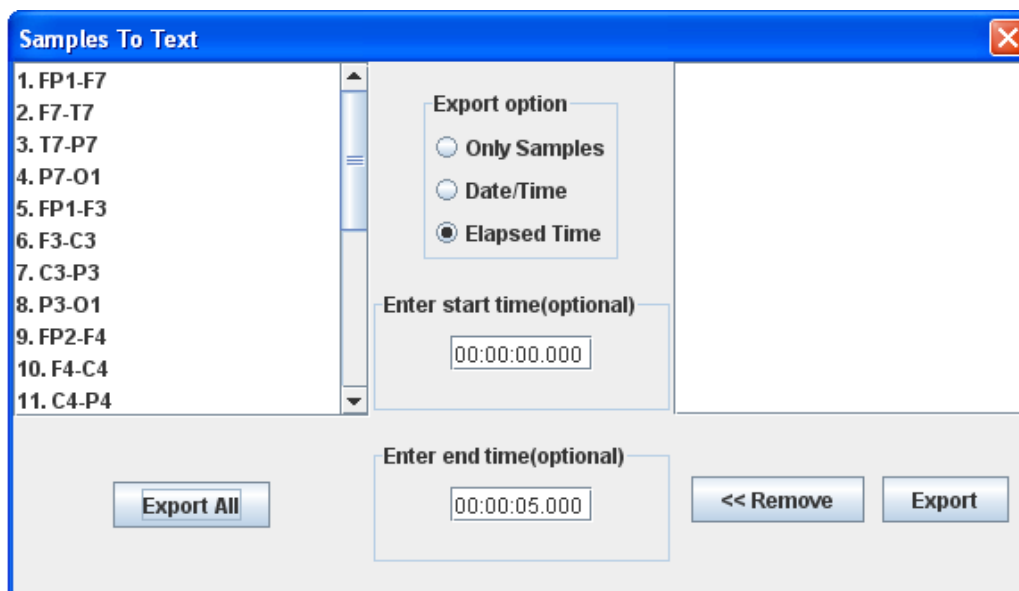 Samples To Text
1. FP1-F7
2. F7-T7
3. T7-P7
4. P7-O1
5. FP1-F3
6. F3-C3
7. C3-P3
8. P3-O1
9. FP2-F4
10. F4-C4
11. C4-P4
Export option
Only Samples
Date/Time
Elapsed Time
Enter start time(optional)
00:00:00.000
Enter end time(optional)
00:00:05.000
Export All
<< Remove
Export